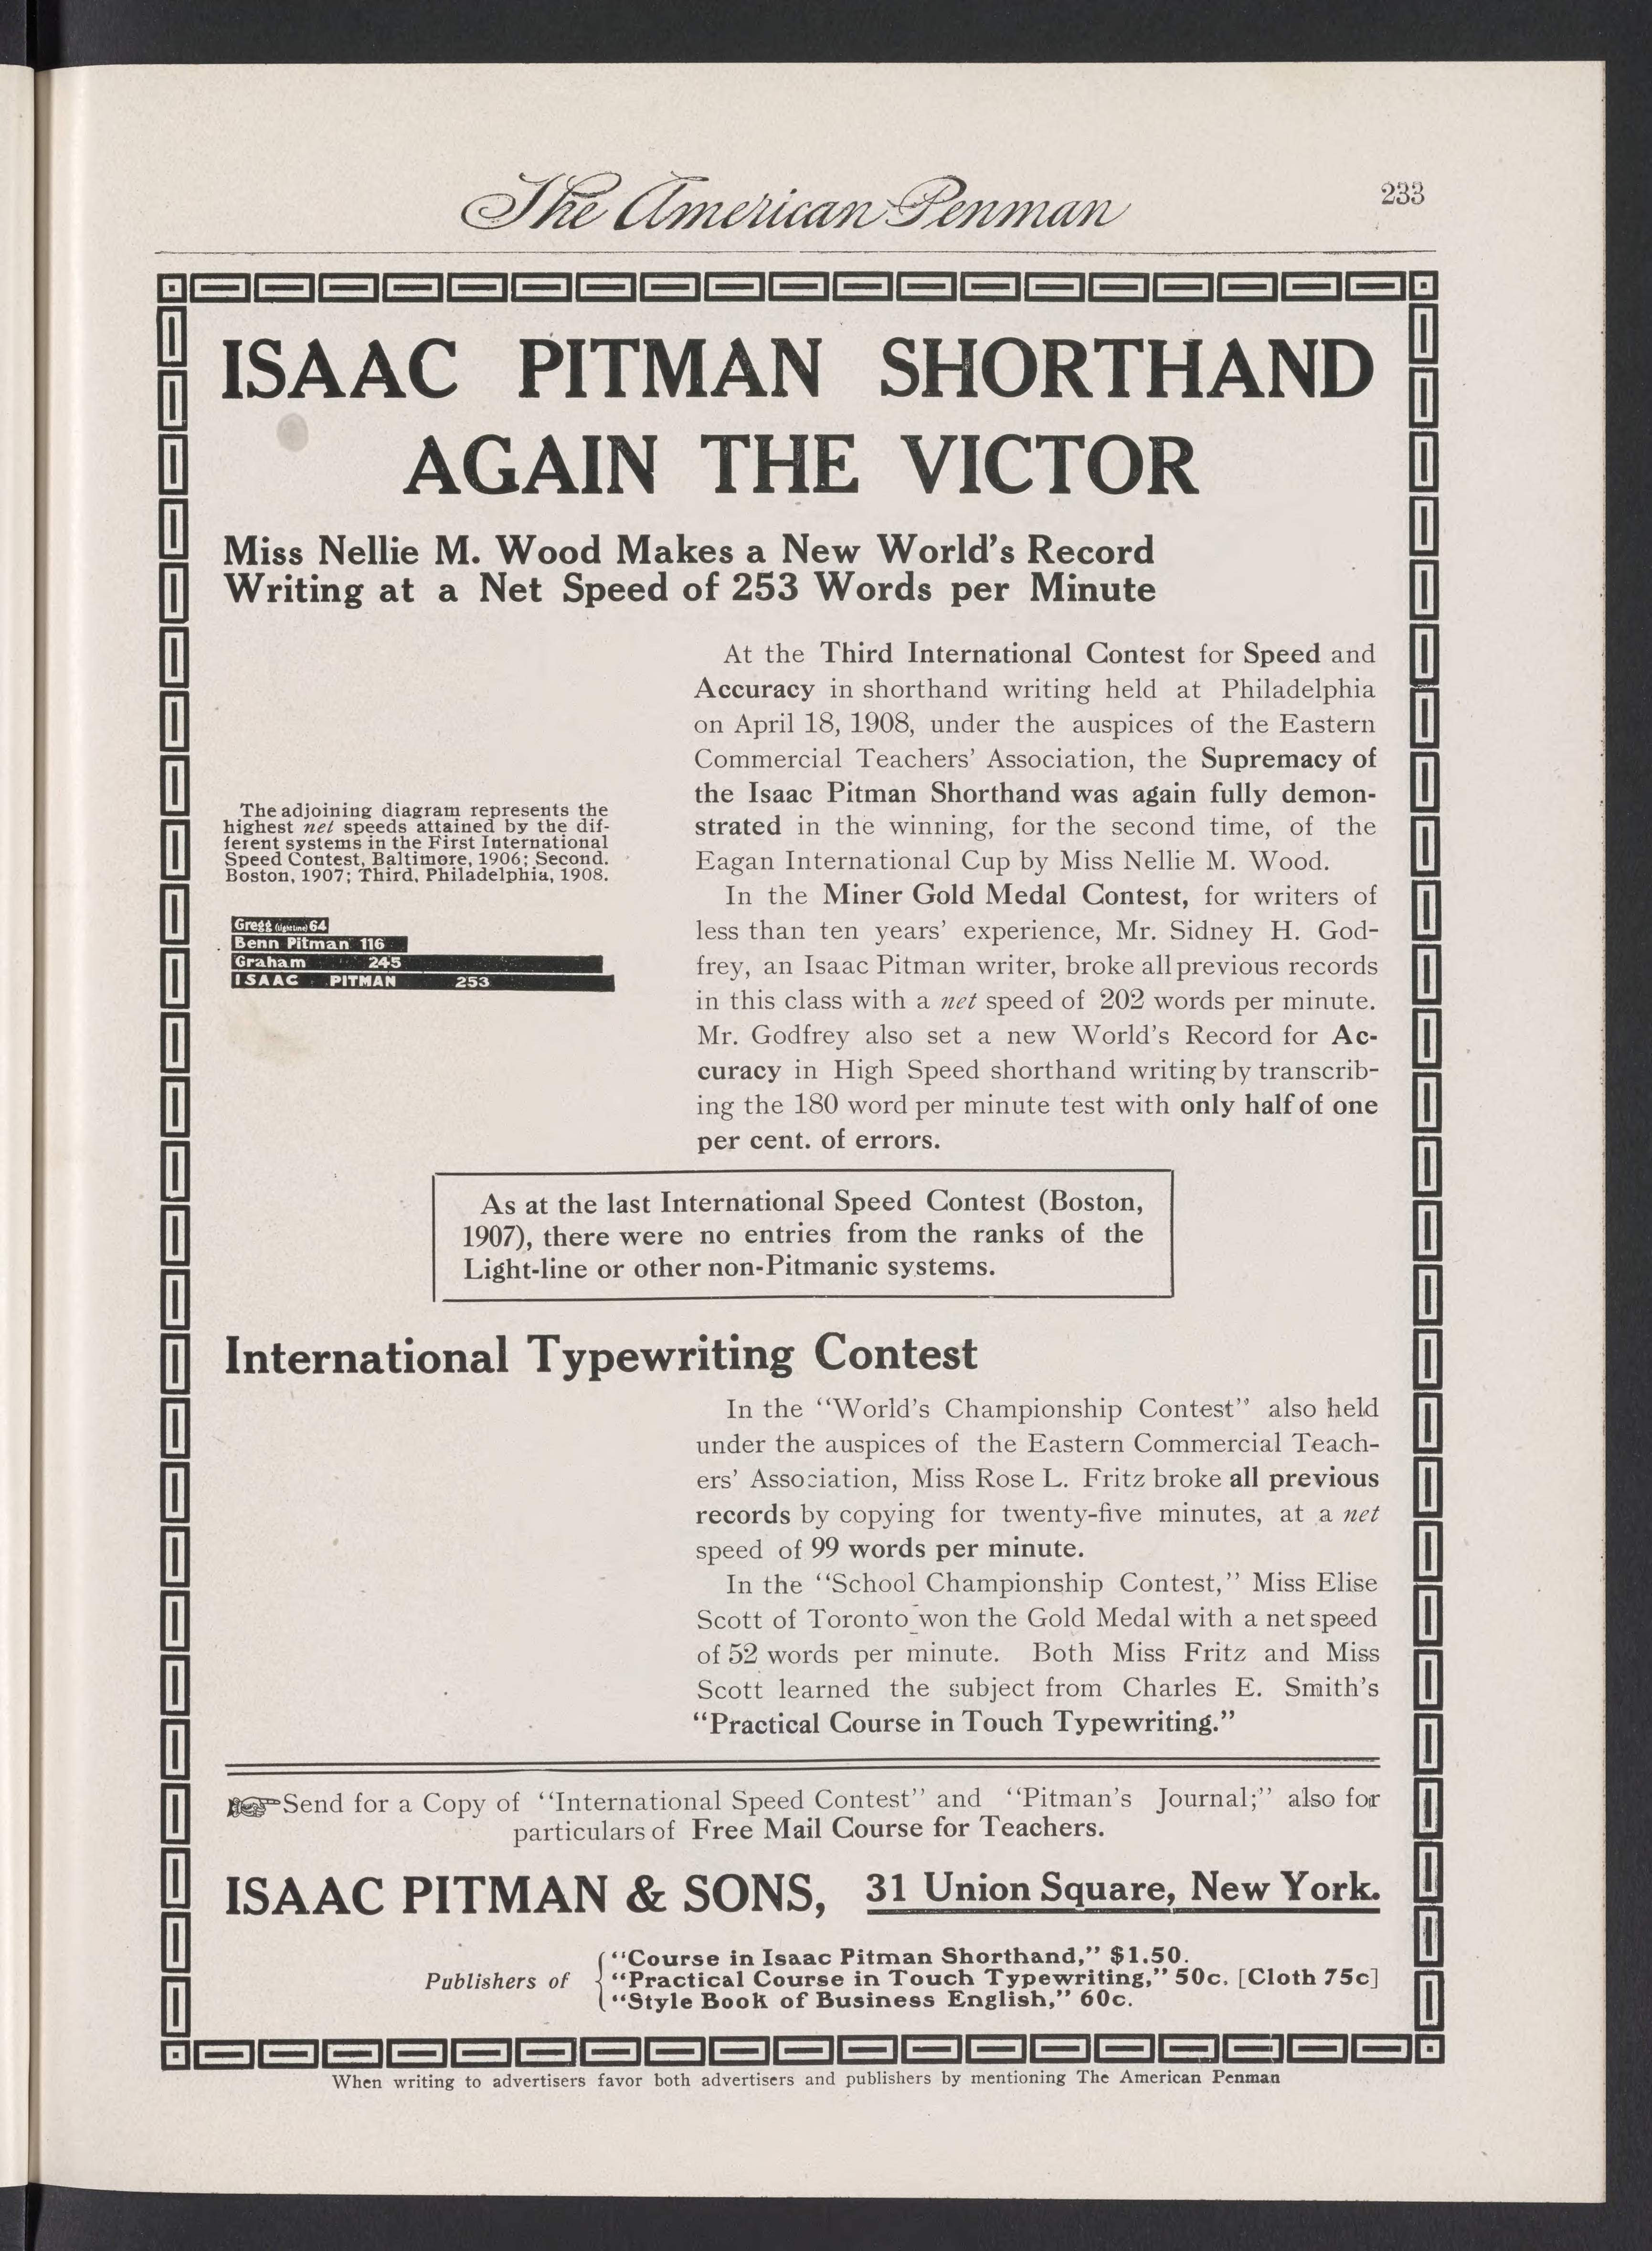 The American Penman
233
ISAAC PITMAN SHORTHAND
AGAIN THE VICTOR
Miss Nellie M. Wood Makes a New World's Record
Writing at a Net Speed of 253 Words per Minute
The adjoining diagram represents the
highest net speeds attained by the dif-
ferent systems in the First International
Speed Contest, Baltimore, 1906; Second.
Boston, 1907; Third, Philadelphia, 1908.
Gregg (Light Line) 64
Benn Pitman 116
Graham 245
ISAAC PITMAN 253
At the Third International Contest for Speed and
Accuracy in shorthand writing held at Philadelphia
on April 18, 1908, under the auspices of the Eastern
Commercial Teachers' Association, the Supremacy of
the Isaac Pitman Shorthand was again fully demon-
strated in the winning, for the second time, of the
Eagan International Cup by Miss Nellie M. Wood.
In the Miner Gold Medal Contest, for writers of
less than ten years' experience, Mr. Sidney H. God-
frey, an Isaac Pitman writer, broke all previous records
in this class with a net speed of 202 words per minute.
Mr. Godfrey also set a new World's Record for Ac-
curacy in High Speed shorthand writing by transcrib-
ing the 180 word per minute test with only half of one
per cent. of errors.
As at the last International Speed Contest (Boston,
1907), there were no entries from the ranks of the
Light-line or other non-Pitmanic systems.
International Typewriting Contest
In the "World's Championship Contest" also held
under the auspices of the Eastern Commercial Teach-
ers' Association, Miss Rose L. Fritz broke all previous
records by copying for twenty-five minutes, at a net
speed of 99 words per minute.
In the "School Championship Contest," Miss Elise
Scott of Toronto won the Gold Medal with a net speed
of 52 words per minute. Both Miss Fritz and Miss
Scott learned the subject from Charles E. Smith's
"Practical Course in Touch Typewriting."
Send for a Copy of "International Speed Contest" and "Pitman's Journal;" also for
particulars of Free Mail Course for Teachers.
ISAAC PITMAN & SONS, 31 Union Square, New York.
Publishers of
"Course in Isaac Pitman Shorthand," $1.50.
"Practical Course in Touch Typewriting," 50c. [Cloth 75c]
"Style Book of Business English," 60c.
When writing to advertisers favor both advertisers and publishers by mentioning The American Penman